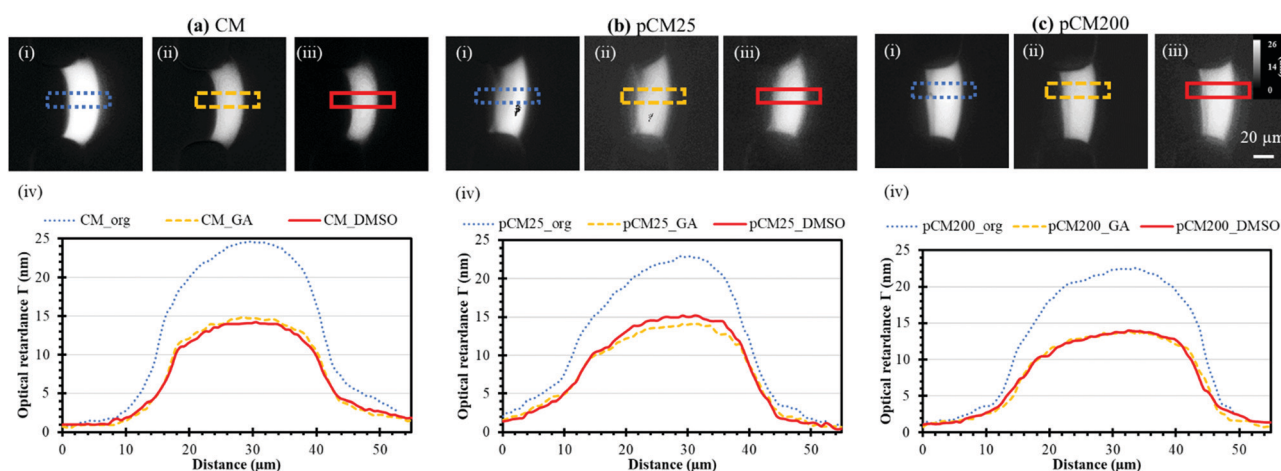 (a) CM
(b) pCM25
(c) pCM200
(i)
(ii)
(iii)
(i)
(ii)
(iii)
(i)
(ii)
(iii)
26
14
0
20 µm
(iv)
CM_org
CM_GA
CM_DMSO
Optical retardance Γ (nm)
25
20
15
10
5
0
0
10
20
30
40
50
Distance (µm)
(iv)
pCM25_org
pCM25_GA
pCM25_DMSO
Optical retardance Γ (nm)
25
20
15
10
5
0
0
10
20
30
40
50
Distance (µm)
(iv)
pCM200_org
pCM200_GA
pCM200_DMSO
Optical retardance Γ (nm)
25
20
15
10
5
0
0
10
20
30
40
50
Distance (µm)